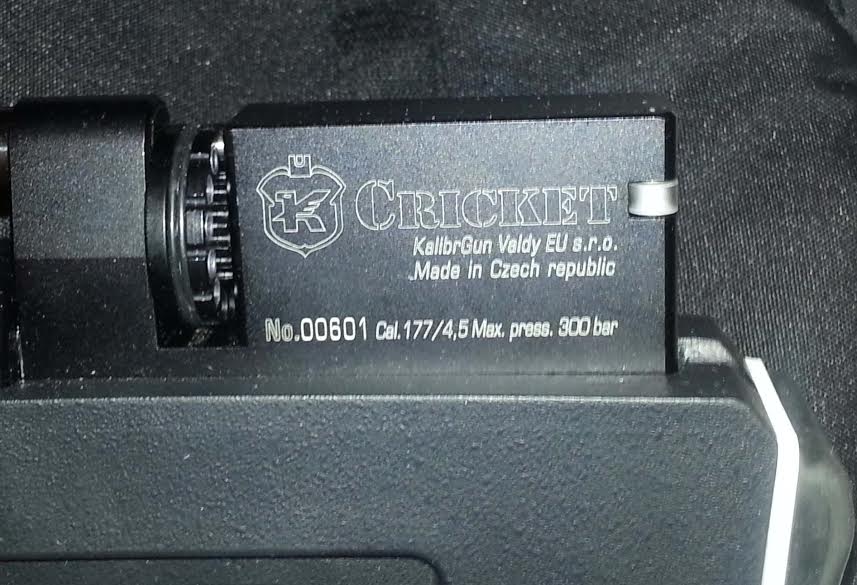 K
CRICKET
KalibrGun Valdy EU s.r.o.
Made in Czech republic
No.00601 Cal.177/4,5 Max. press. 300 bar